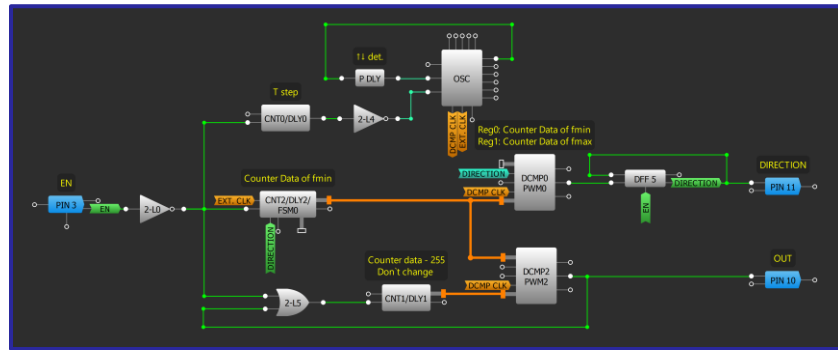 ↑↓ det.
P DLY
OSC
T step
CNT0/DLY0
2-L4
DCMP CLK
EXT. CLK
Reg0: Counter Data of fmin
Reg1: Counter Data of fmax
Counter Data of fmin
DIRECTION
DCMP0
PWM0
DCMP CLK
DFF 5
DIRECTION
DIRECTION
PIN 11
EN
EN
PIN 3
EN
2-L0
EXT. CLK
CNT2/DLY2/
FSM0
DIRECTION
Counter data - 255
Don`t change
DCMP2
PWM2
OUT
PIN 10
DCMP CLK
2-L5
CNT1/DLY1